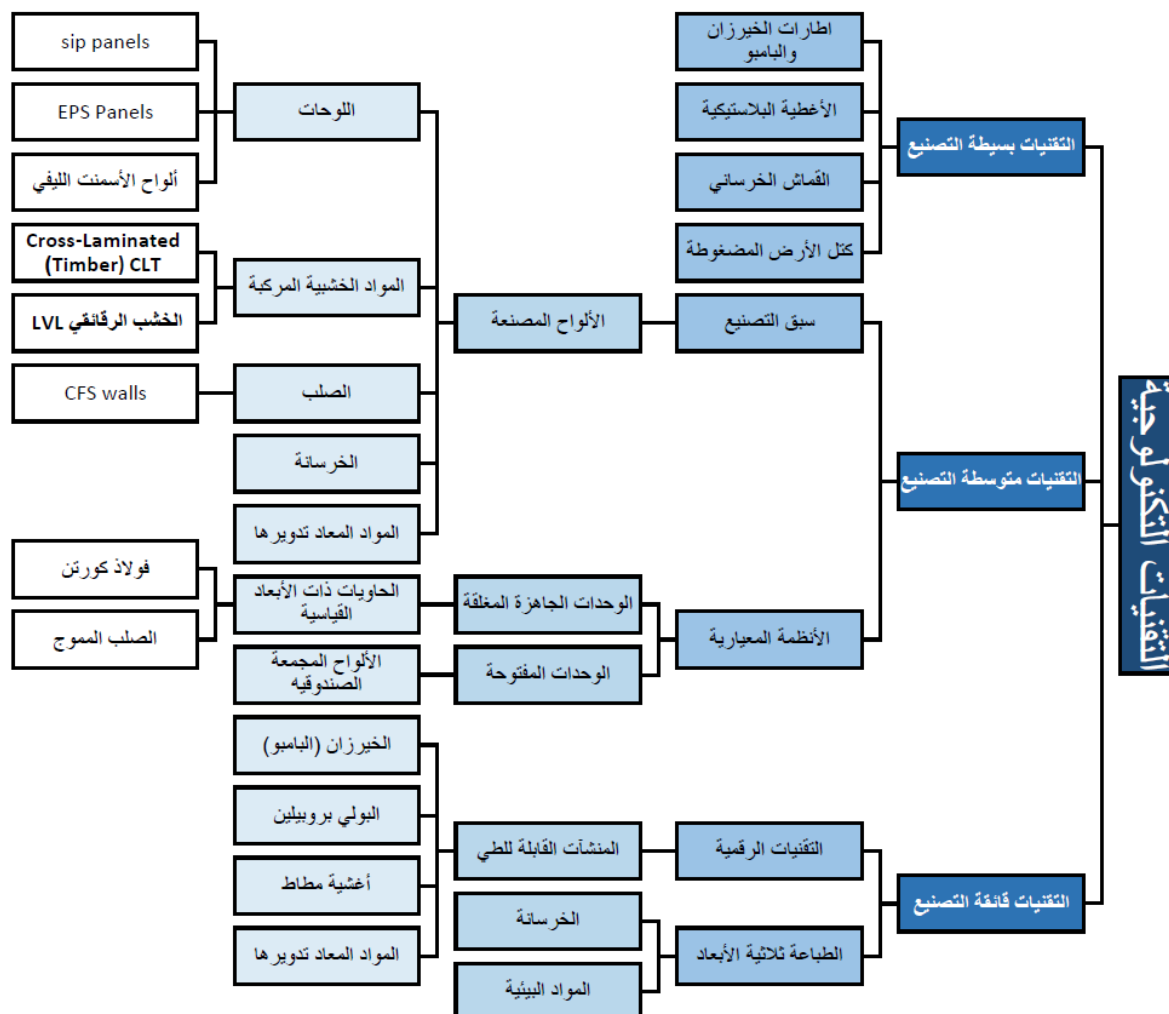 التقنيات التكنولوجية
التقنيات بسيطة التصنيع
اطارات الخيرزان
والبامبو
الأغطية البلاستيكية
القماش الخرساني
كتل الأرض المضغوطة
التقنيات متوسطة التصنيع
سبق التصنيع
الألواح المصنعة
اللوحات
sip panels
EPS Panels
ألواح الأسمنت الليفي
المواد الخشبية المركبة
Cross-Laminated
(Timber) CLT
الخشب الرقائقي LVL
الصلب
CFS walls
الخرسانة
المواد المعاد تدويرها
الأنظمة المعيارية
الوحدات الجاهزة المغلقة
الحاويات ذات الأبعاد
القياسية
فولاذ كورتن
الصلب المموج
الوحدات المفتوحة
الألواح المجمعة
الصندوقيه
التقنيات فائقة التصنيع
التقنيات الرقمية
المنشآت القابلة للطي
الخيرزان (البامبو)
البولي بروبيلين
أغشية مطاط
المواد المعاد تدويرها
الطباعة ثلاثية الأبعاد
الخرسانة
المواد البيئية